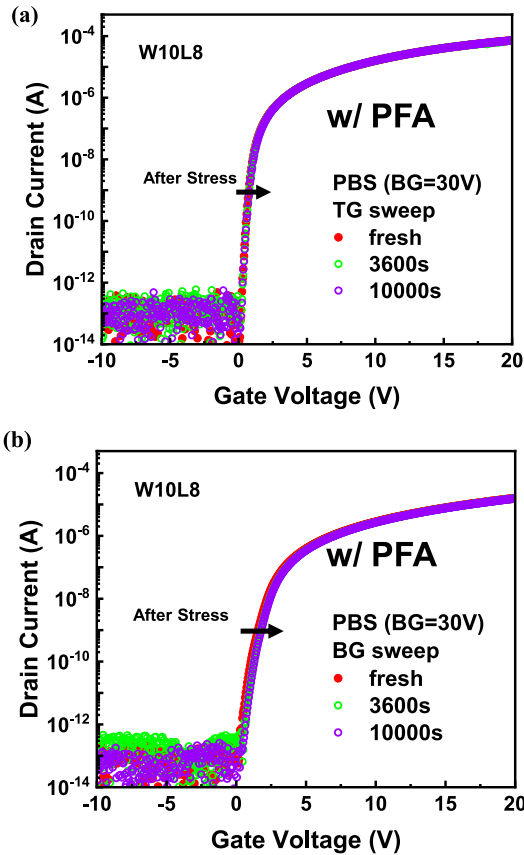 (a)
W10L8
w/ PFA
After Stress
PBS (BG=30V)
TG sweep
fresh
3600s
10000s
Drain Current (A)
10⁻⁴
10⁻⁶
10⁻⁸
10⁻¹⁰
10⁻¹²
10⁻¹⁴
-10 -5 0 5 10 15 20
Gate Voltage (V)
(b)
W10L8
w/ PFA
After Stress
PBS (BG=30V)
BG sweep
fresh
3600s
10000s
Drain Current (A)
10⁻⁴
10⁻⁶
10⁻⁸
10⁻¹⁰
10⁻¹²
10⁻¹⁴
-10 -5 0 5 10 15 20
Gate Voltage (V)